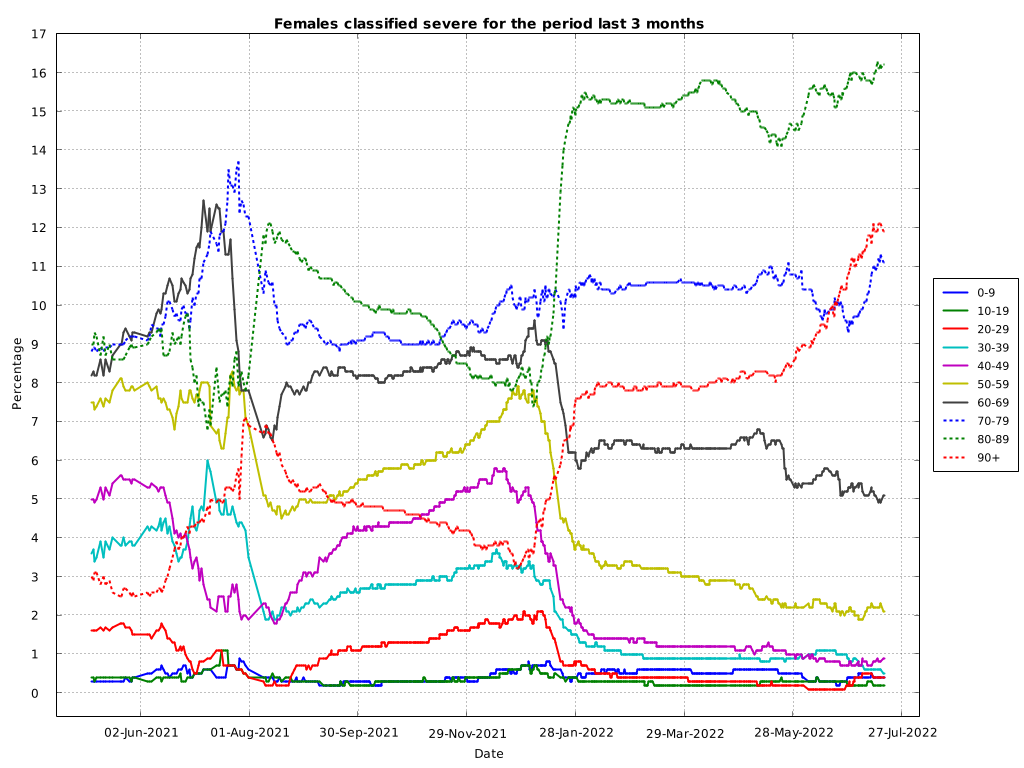 Females classified severe for the period last 3 months
17
16
15
14
13
12
11
10
9
8
7
6
5
4
3
2
1
0
Percentage
02-Jun-2021
01-Aug-2021
30-Sep-2021
29-Nov-2021
28-Jan-2022
29-Mar-2022
28-May-2022
27-Jul-2022
Date
0-9
10-19
20-29
30-39
40-49
50-59
60-69
70-79
80-89
90+